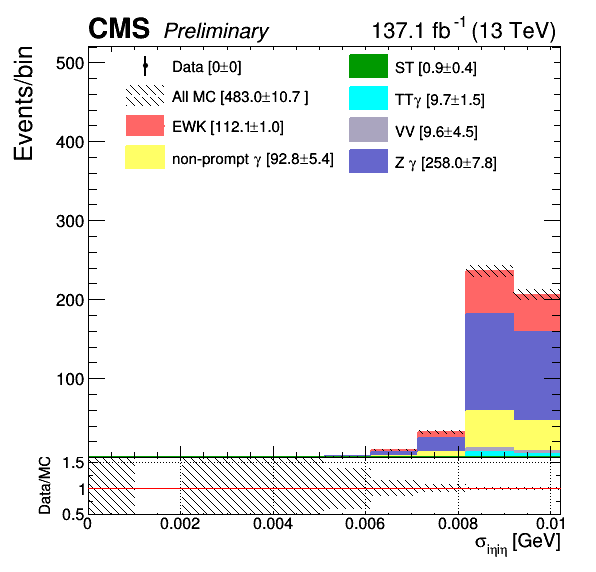 CMS Preliminary 137.1 fb⁻¹ (13 TeV)
Events/bin
500
400
300
200
100
Data [0±0]
All MC [483.0±10.7 ]
EWK [112.1±1.0]
non-prompt γ [92.8±5.4]
ST [0.9±0.4]
TTγ [9.7±1.5]
VV [9.6±4.5]
Z γ [258.0±7.8]
Data/MC
1.5
1
0.5
0 0.002 0.004 0.006 0.008 0.01
σiηiη [GeV]